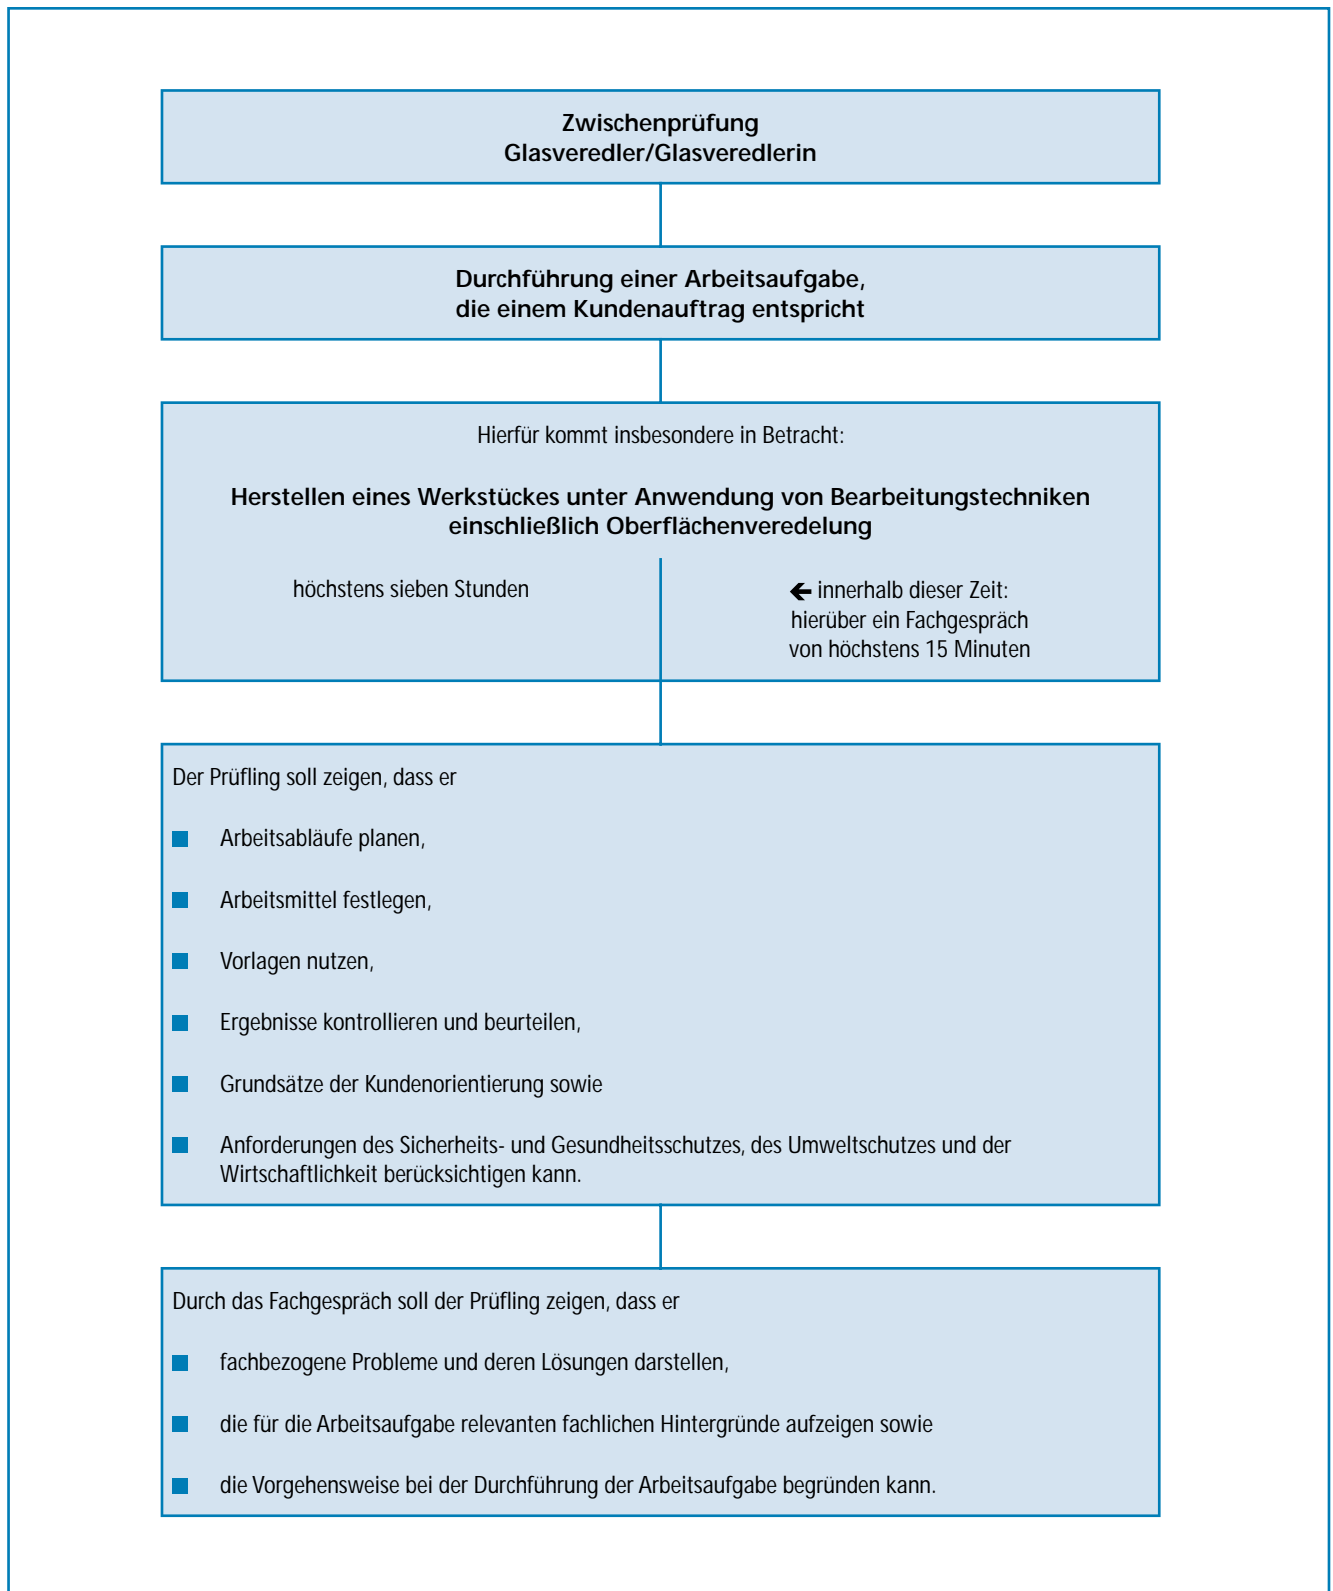 Zwischenprüfung
Glasveredler/Glasveredlerin
Durchführung einer Arbeitsaufgabe,
die einem Kundenauftrag entspricht
Hierfür kommt insbesondere in Betracht:
Herstellen eines Werkstückes unter Anwendung von Bearbeitungstechniken
einschließlich Oberflächenveredelung
höchstens sieben Stunden
← innerhalb dieser Zeit:
hierüber ein Fachgespräch
von höchstens 15 Minuten
Der Prüfling soll zeigen, dass er
■ Arbeitsabläufe planen,
■ Arbeitsmittel festlegen,
■ Vorlagen nutzen,
■ Ergebnisse kontrollieren und beurteilen,
■ Grundsätze der Kundenorientierung sowie
■ Anforderungen des Sicherheits- und Gesundheitsschutzes, des Umweltschutzes und der
Wirtschaftlichkeit berücksichtigen kann.
Durch das Fachgespräch soll der Prüfling zeigen, dass er
■ fachbezogene Probleme und deren Lösungen darstellen,
■ die für die Arbeitsaufgabe relevanten fachlichen Hintergründe aufzeigen sowie
■ die Vorgehensweise bei der Durchführung der Arbeitsaufgabe begründen kann.